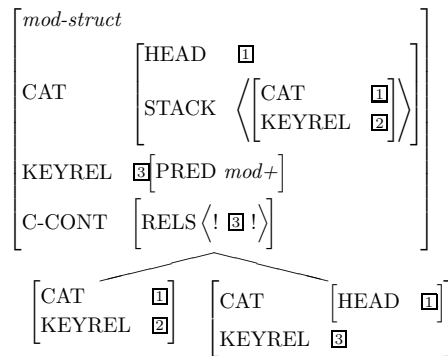 mod-struct
CAT [HEAD 1
STACK ⟨[CAT 1
KEYREL 2]⟩]
KEYREL 3[PRED mod+]
C-CONT [RELS⟨! 3 !⟩]
[CAT 1 [CAT [HEAD 1]
KEYREL 2] KEYREL 3